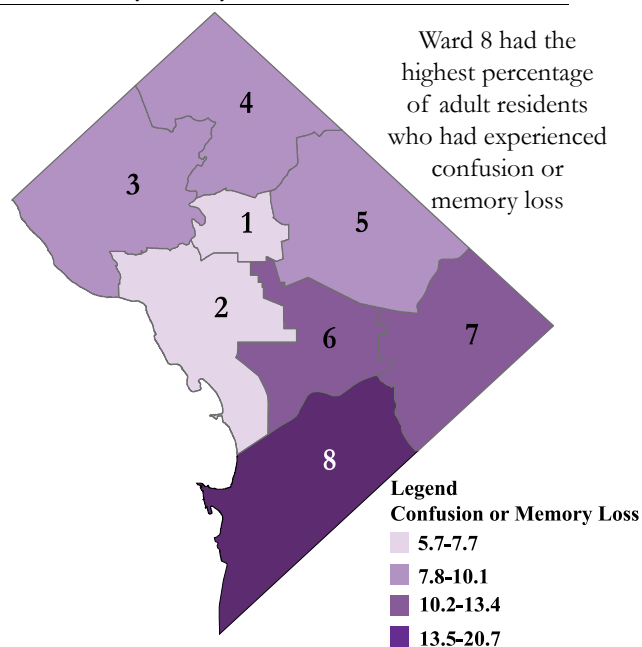 Ward 8 had the
highest percentage
of adult residents
who had experienced
confusion or
memory loss
4
3
1
5
2
6
7
8
Legend
Confusion or Memory Loss
5.7-7.7
7.8-10.1
10.2-13.4
13.5-20.7